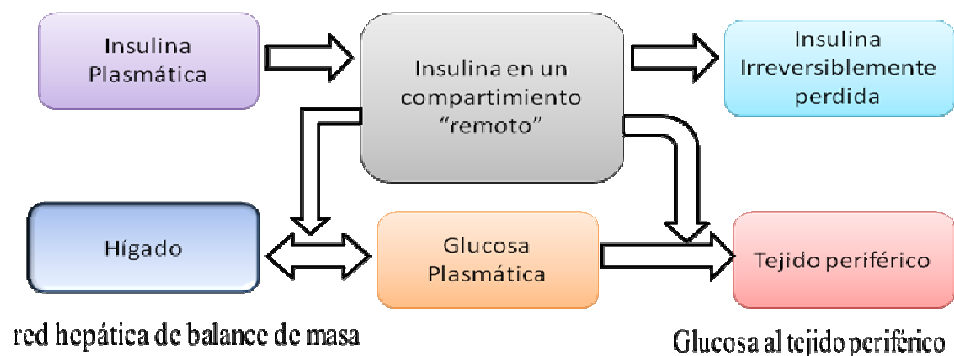 Insulina
Plasmática
Insulina en un
compartimiento
“remoto”
Insulina
Irreversiblemente
perdida
Hígado
Glucosa
Plasmática
Tejido periférico
red hepática de balance de masa
Glucosa al tejido periférico